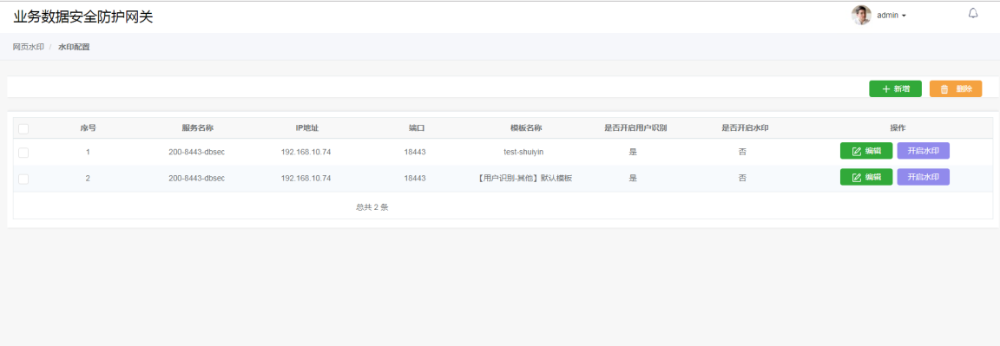 业务数据安全防护网关 admin
网页水印 / 水印配置
新增 删除
序号 服务名称 IP地址 端口 模板名称 是否开启用户识别 是否开启水印 操作
1 200-8443-dbsec 192.168.10.74 18443 test-shuiyin 是 否 编辑 开启水印
2 200-8443-dbsec 192.168.10.74 18443 【用户识别-其他】默认模板 是 否 编辑 开启水印
总共 2 条